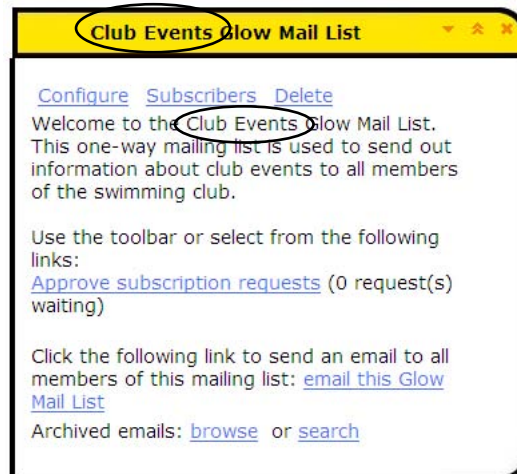 Club Events Glow Mail List
Configure Subscribers Delete
Welcome to the Club Events Glow Mail List.
This one-way mailing list is used to send out
information about club events to all members
of the swimming club.
Use the toolbar or select from the following
links:
Approve subscription requests (0 request(s)
waiting)
Click the following link to send an email to all
members of this mailing list: email this Glow
Mail List
Archived emails: browse or search